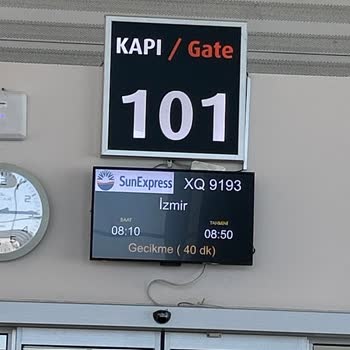 KAPI / Gate
101
SunExpress XQ 9193
İzmir
SAAT TAHMİNİ
08:10 08:50
Gecikme ( 40 dk)